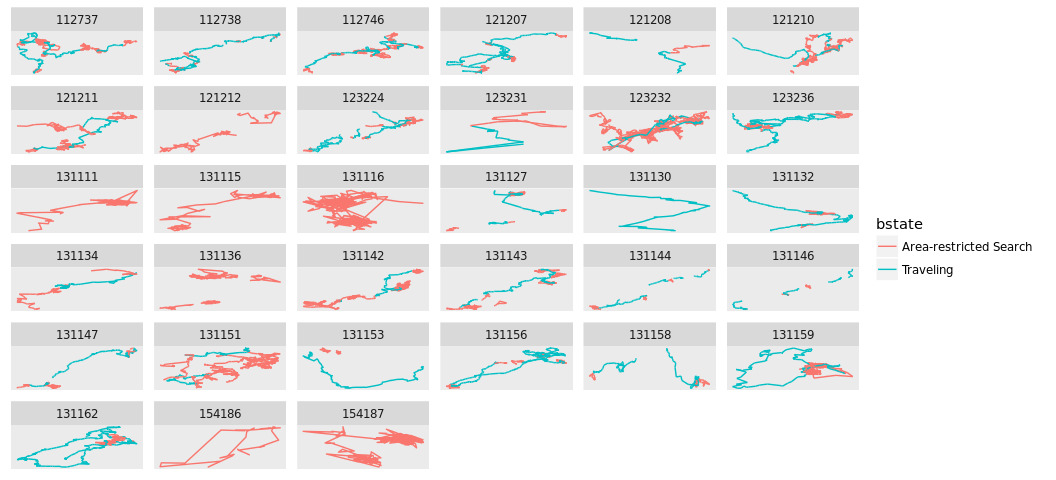 112737 112738 112746 121207 121208 121210
121211 121212 123224 123231 123232 123236
131111 131115 131116 131127 131130 131132
bstate
Area-restricted Search
Traveling
131134 131136 131142 131143 131144 131146
131147 131151 131153 131156 131158 131159
131162 154186 154187